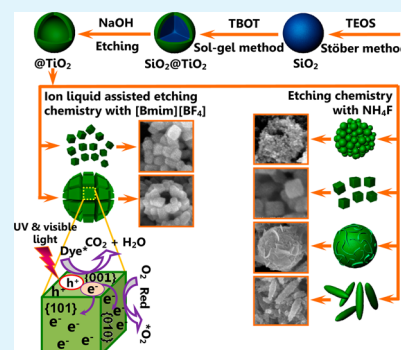 NaOH
Etching
TBOT
Sol-gel method
TEOS
Stöber method
@TiO2
SiO2@TiO2
SiO2
Ion liquid assisted etching
chemistry with [Bmim][BF4]
Etching chemistry
with NH4F
UV & visible
light
Dye*
CO2 + H2O
h+
h+
e-
{001}
{101}
{010}
e-
e-
e-
e-
e-
e-
O2
Red
*O2